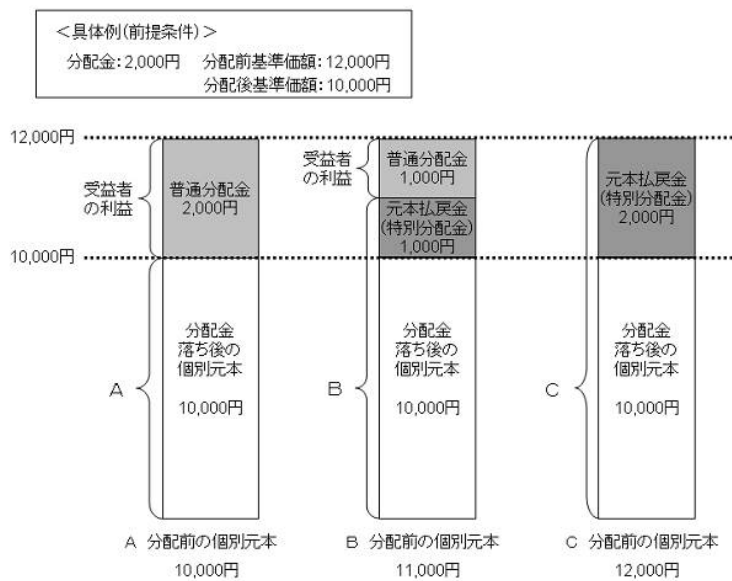 ＜具体例(前提条件)＞
分配金:2,000円 分配前基準価額:12,000円
分配後基準価額:10,000円
12,000円
10,000円
受益者
の利益
普通分配金
2,000円
分配金
落ち後の
個別元本
10,000円
A
A 分配前の個別元本
10,000円
受益者
の利益
普通分配金
1,000円
元本払戻金
(特別分配金)
1,000円
分配金
落ち後の
個別元本
10,000円
B
B 分配前の個別元本
11,000円
元本払戻金
(特別分配金)
2,000円
分配金
落ち後の
個別元本
10,000円
C
C 分配前の個別元本
12,000円